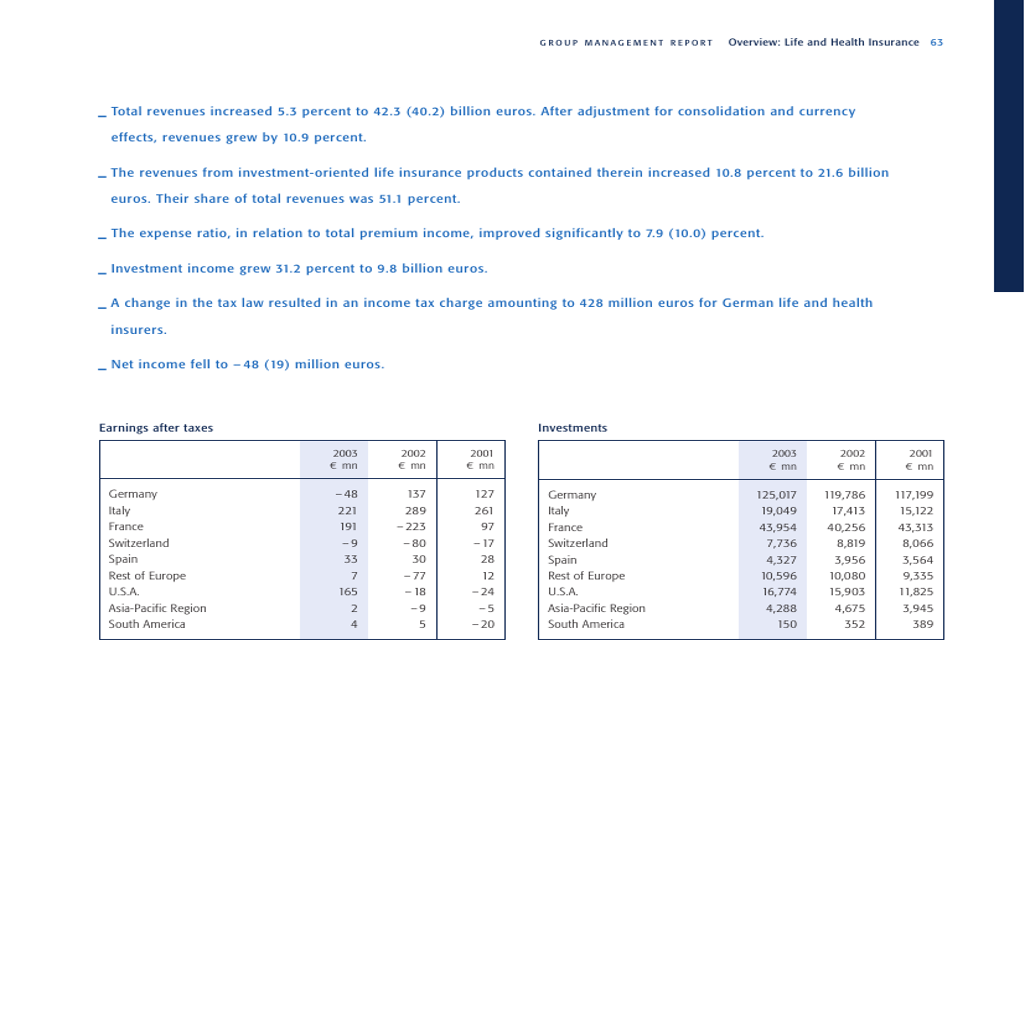 GROUP MANAGEMENT REPORT Overview: Life and Health Insurance 63
_ Total revenues increased 5.3 percent to 42.3 (40.2) billion euros. After adjustment for consolidation and currency
effects, revenues grew by 10.9 percent.
_ The revenues from investment-oriented life insurance products contained therein increased 10.8 percent to 21.6 billion
euros. Their share of total revenues was 51.1 percent.
_ The expense ratio, in relation to total premium income, improved significantly to 7.9 (10.0) percent.
_ Investment income grew 31.2 percent to 9.8 billion euros.
_ A change in the tax law resulted in an income tax charge amounting to 428 million euros for German life and health
insurers.
_ Net income fell to –48 (19) million euros.
Earnings after taxes
2003 2002 2001
€ mn € mn € mn
Germany –48 137 127
Italy 221 289 261
France 191 –223 97
Switzerland –9 –80 –17
Spain 33 30 28
Rest of Europe 7 –77 12
U.S.A. 165 –18 –24
Asia-Pacific Region 2 –9 –5
South America 4 5 –20
Investments
2003 2002 2001
€ mn € mn € mn
Germany 125,017 119,786 117,199
Italy 19,049 17,413 15,122
France 43,954 40,256 43,313
Switzerland 7,736 8,819 8,066
Spain 4,327 3,956 3,564
Rest of Europe 10,596 10,080 9,335
U.S.A. 16,774 15,903 11,825
Asia-Pacific Region 4,288 4,675 3,945
South America 150 352 389